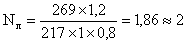 Nп = 269×1,2 / 217×1×0,8 = 1,86 ≈ 2